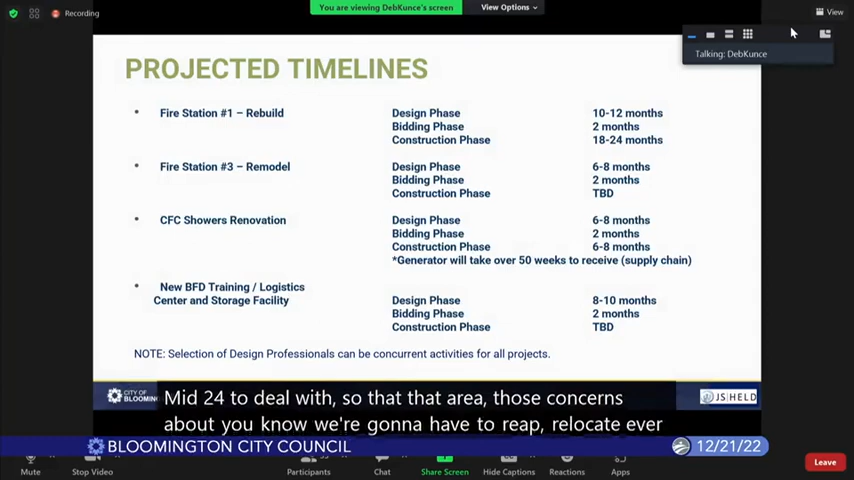 Recording
You are viewing DebKunce's screen
View Options
View
Talking: DebKunce
PROJECTED TIMELINES
• Fire Station #1 – Rebuild
Design Phase 10-12 months
Bidding Phase 2 months
Construction Phase 18-24 months
• Fire Station #3 – Remodel
Design Phase 6-8 months
Bidding Phase 2 months
Construction Phase TBD
• CFC Showers Renovation
Design Phase 6-8 months
Bidding Phase 2 months
Construction Phase 6-8 months
*Generator will take over 50 weeks to receive (supply chain)
• New BFD Training / Logistics
Center and Storage Facility
Design Phase 8-10 months
Bidding Phase 2 months
Construction Phase TBD
NOTE: Selection of Design Professionals can be concurrent activities for all projects.
CITY OF
BLOOMIN
JS HELD
Mid 24 to deal with, so that that area, those concerns
about you know we're gonna have to reap, relocate ever
BLOOMINGTON CITY COUNCIL
12/21/22
Mute
Stop Video
Participants
Chat
Share Screen
Hide Captions
Reactions
Apps
Leave